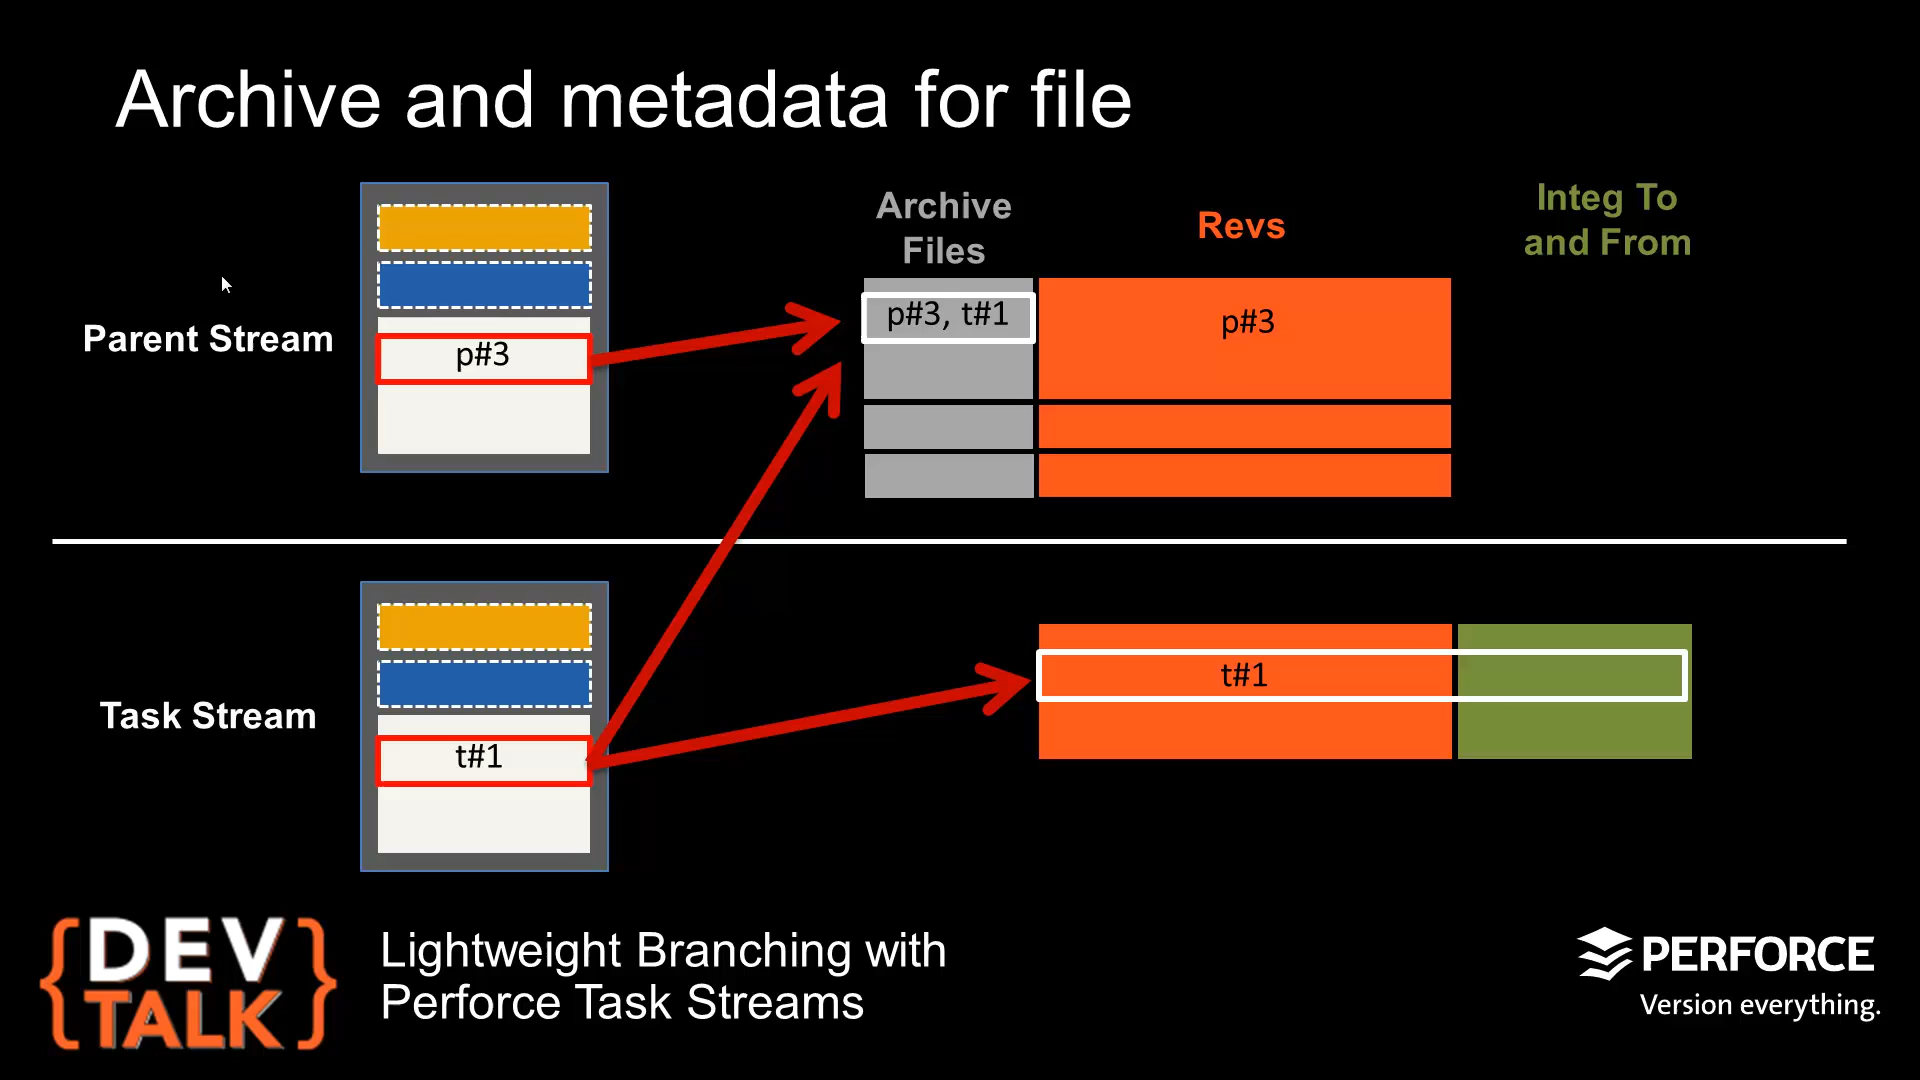 Archive and metadata for file
Archive
Files
Revs
Integ To
and From
Parent Stream
p#3
p#3, t#1
p#3
Task Stream
t#1
t#1
{DEV
TALK}
Lightweight Branching with
Perforce Task Streams
PERFORCE
Version everything.